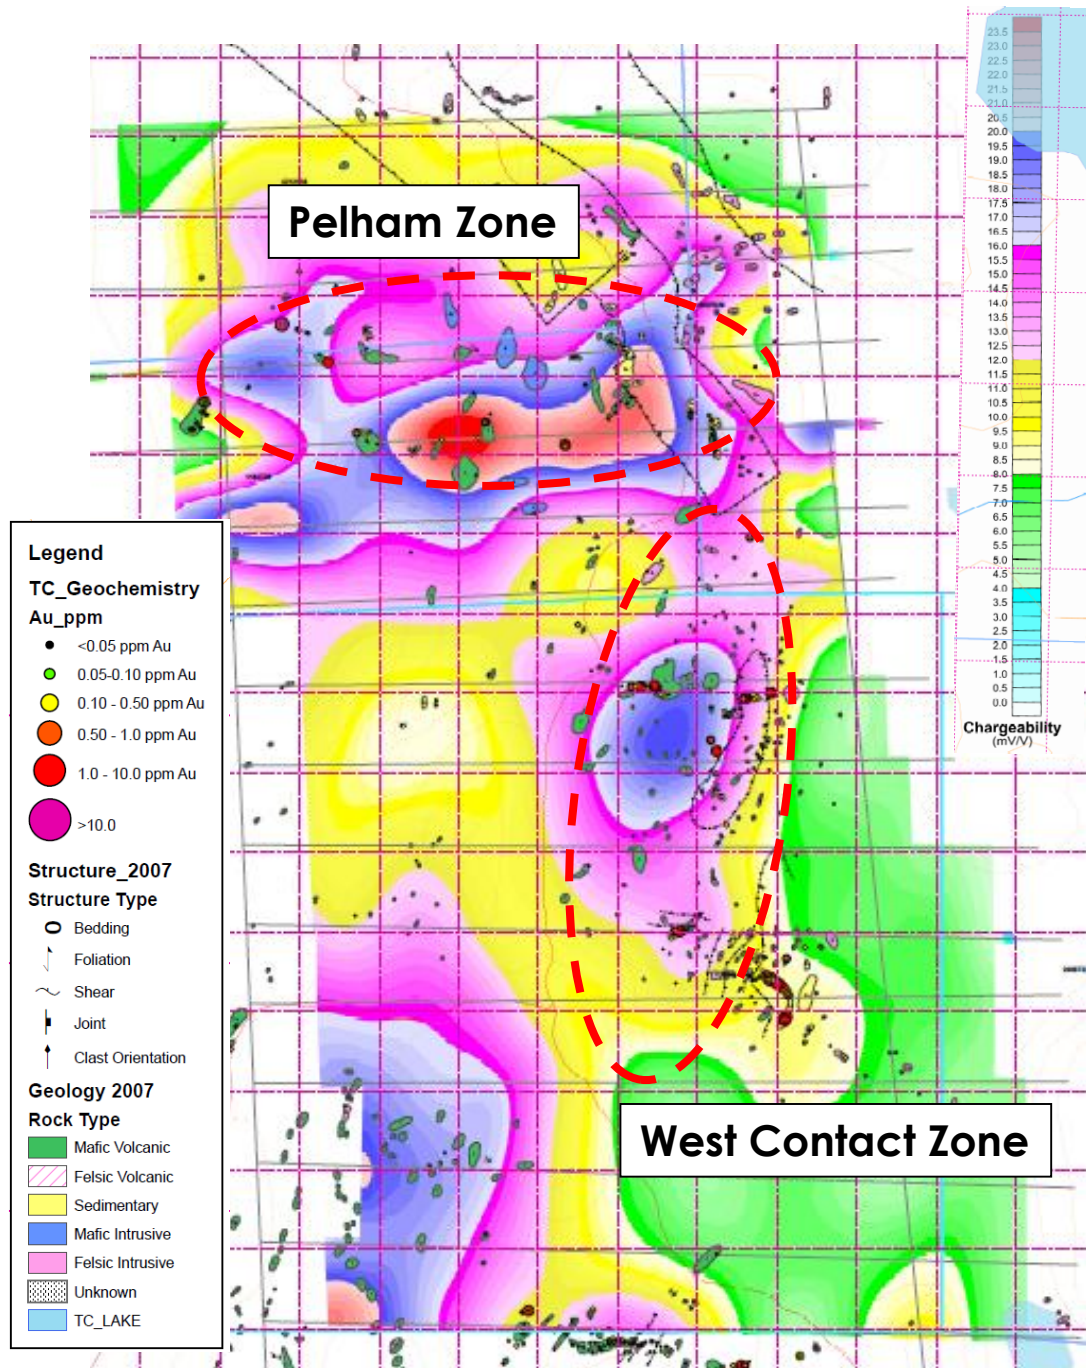 Pelham Zone
West Contact Zone
23.5
23.0
22.5
21.5
21.0
20.5
20.0
19.5
19.0
18.5
18.0
17.5
17.0
16.5
16.0
15.5
15.0
14.5
14.0
13.5
13.0
12.5
12.0
11.5
11.0
10.5
10.0
9.5
9.0
8.5
8.0
7.5
7.0
6.5
6.0
5.5
5.0
4.5
4.0
3.5
3.0
2.5
2.0
1.5
1.0
0.5
0.0
Chargeability
(mV/V)
Legend
TC_Geochemistry
Au_ppm
<0.05 ppm Au
0.05-0.10 ppm Au
0.10 - 0.50 ppm Au
0.50 - 1.0 ppm Au
1.0 - 10.0 ppm Au
>10.0
Structure_2007
Structure Type
Bedding
Foliation
Shear
Joint
Clast Orientation
Geology 2007
Rock Type
Mafic Volcanic
Felsic Volcanic
Sedimentary
Mafic Intrusive
Felsic Intrusive
Unknown
TC_LAKE